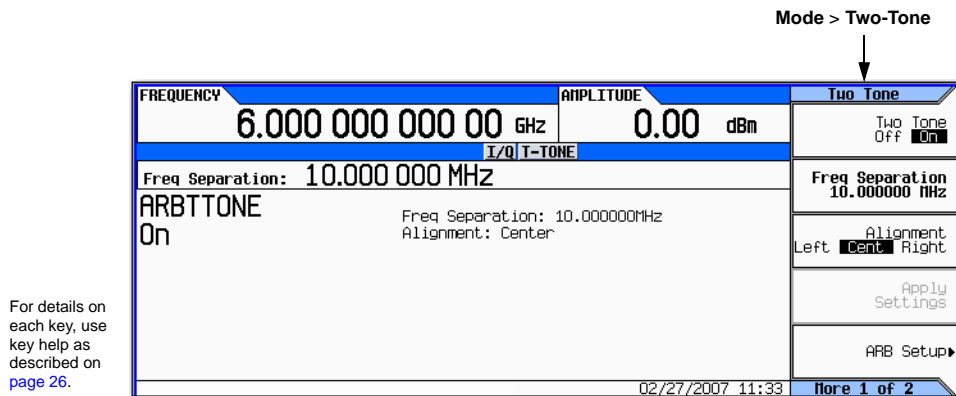 Mode > Two-Tone
FREQUENCY
AMPLITUDE
6.000 000 000 00 GHz
0.00 dBm
I/Q T-TONE
Freq Separation: 10.000 000 MHz
ARBTTONE
On
Freq Separation: 10.000000MHz
Alignment: Center
02/27/2007 11:33
Two Tone
Two Tone
Off On
Freq Separation
10.000000 MHz
Alignment
Left Cent Right
Apply
Settings
ARB Setup
More 1 of 2
For details on
each key, use
key help as
described on
page 26.